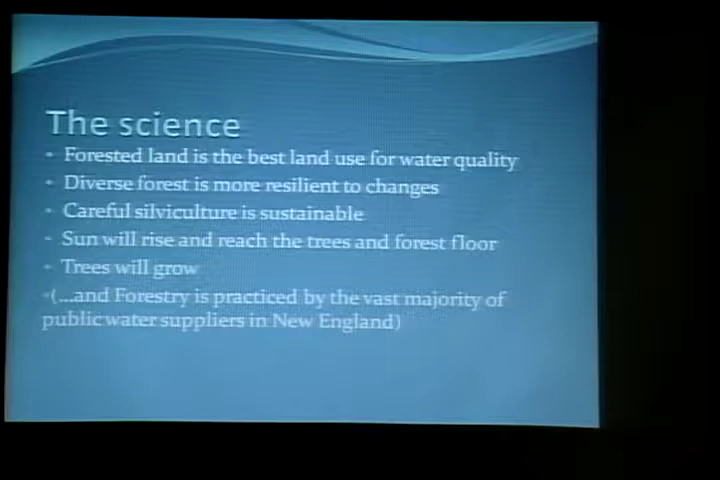 The science
• Forested land is the best land use for water quality
• Diverse forest is more resilient to changes
• Careful silviculture is sustainable
• Sun will rise and reach the trees and forest floor
• Trees will grow
•(...and Forestry is practiced by the vast majority of
public water suppliers in New England)